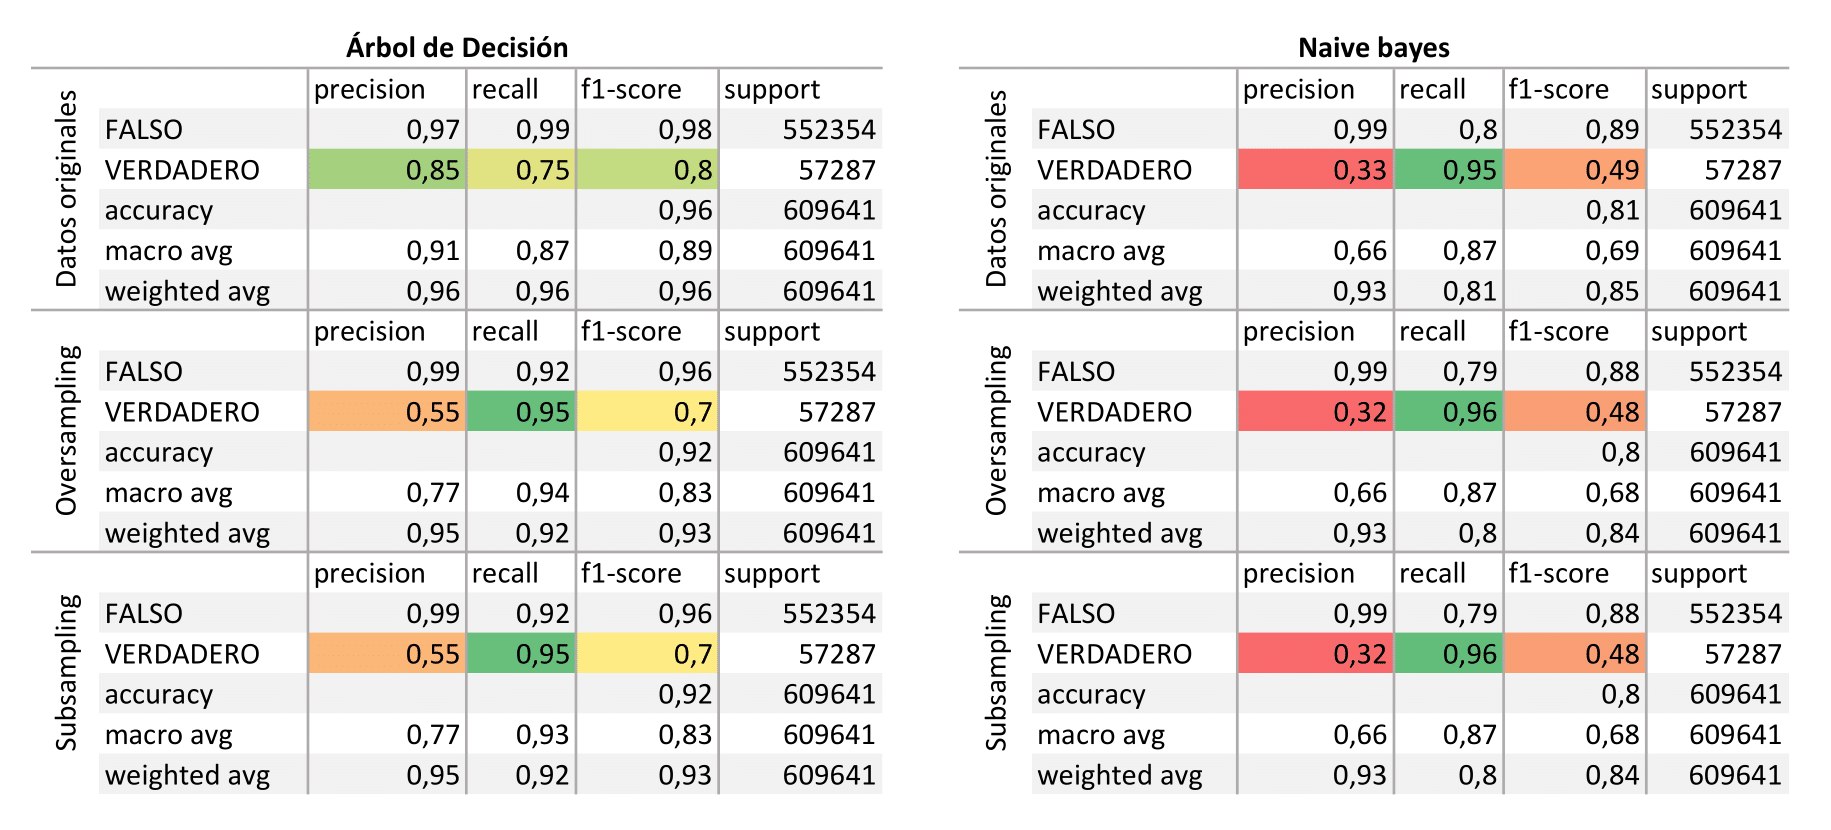 Árbol de Decisión
Datos originales
precision recall f1-score support
FALSO 0,97 0,99 0,98 552354
VERDADERO 0,85 0,75 0,8 57287
accuracy 0,96 609641
macro avg 0,91 0,87 0,89 609641
weighted avg 0,96 0,96 0,96 609641
Oversampling
precision recall f1-score support
FALSO 0,99 0,92 0,96 552354
VERDADERO 0,55 0,95 0,7 57287
accuracy 0,92 609641
macro avg 0,77 0,94 0,83 609641
weighted avg 0,95 0,92 0,93 609641
Subsampling
precision recall f1-score support
FALSO 0,99 0,92 0,96 552354
VERDADERO 0,55 0,95 0,7 57287
accuracy 0,92 609641
macro avg 0,77 0,93 0,83 609641
weighted avg 0,95 0,92 0,93 609641
Naive bayes
Datos originales
precision recall f1-score support
FALSO 0,99 0,8 0,89 552354
VERDADERO 0,33 0,95 0,49 57287
accuracy 0,81 609641
macro avg 0,66 0,87 0,69 609641
weighted avg 0,93 0,81 0,85 609641
Oversampling
precision recall f1-score support
FALSO 0,99 0,79 0,88 552354
VERDADERO 0,32 0,96 0,48 57287
accuracy 0,8 609641
macro avg 0,66 0,87 0,68 609641
weighted avg 0,93 0,8 0,84 609641
Subsampling
precision recall f1-score support
FALSO 0,99 0,79 0,88 552354
VERDADERO 0,32 0,96 0,48 57287
accuracy 0,8 609641
macro avg 0,66 0,87 0,68 609641
weighted avg 0,93 0,8 0,84 609641